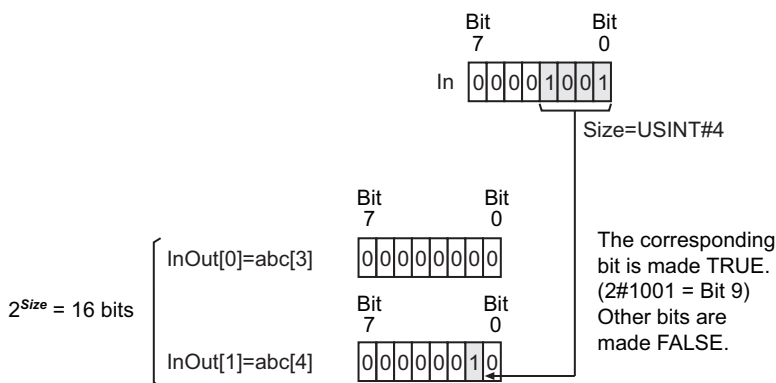 Bit Bit
7 0
In 0 0 0 0 1 0 0 1
Size=USINT#4
Bit Bit
7 0
InOut[0]=abc[3] 0 0 0 0 0 0 0 0
2^Size = 16 bits
Bit Bit
7 0
InOut[1]=abc[4] 0 0 0 0 0 0 1 0
The corresponding
bit is made TRUE.
(2#1001 = Bit 9)
Other bits are
made FALSE.